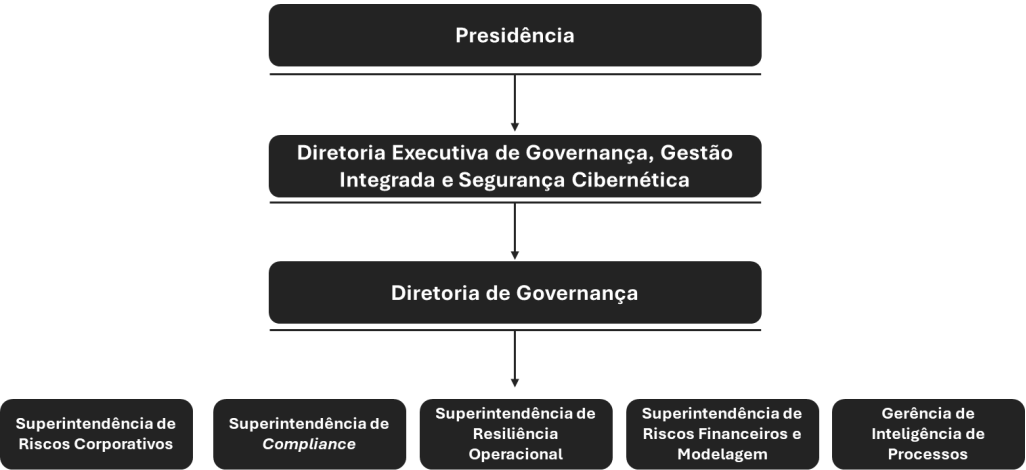 Presidência
Diretoria Executiva de Governança, Gestão
Integrada e Segurança Cibernética
Diretoria de Governança
Superintendência de
Riscos Corporativos
Superintendência de
Compliance
Superintendência de
Resiliência
Operacional
Superintendência de
Riscos Financeiros e
Modelagem
Gerência de
Inteligência de
Processos